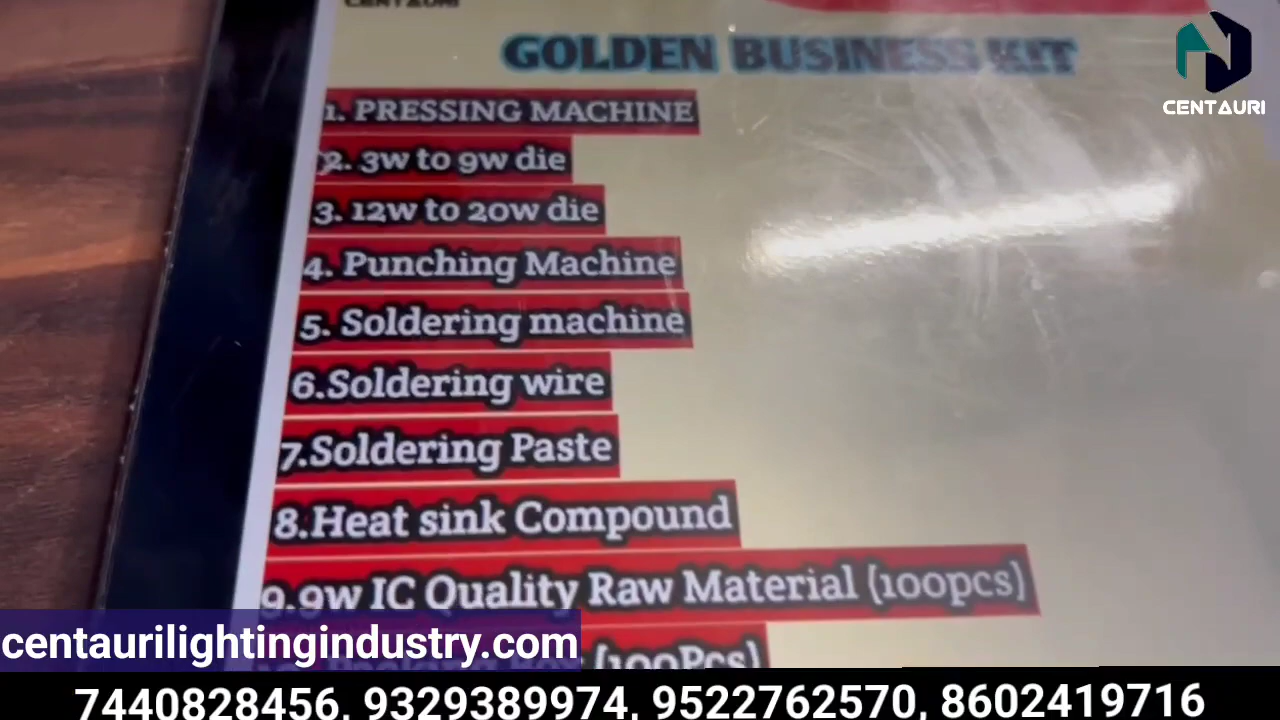 CENTAURI
GOLDEN BUSINESS KIT
CENTAURI
1. PRESSING MACHINE
2. 3w to 9w die
3. 12w to 20w die
4. Punching Machine
5. Soldering machine
6.Soldering wire
7.Soldering Paste
8.Heat sink Compound
9.9w IC Quality Raw Material (100pcs)
(100Pcs)
centaurilightingindustry.com
7440828456, 9329389974, 9522762570, 8602419716